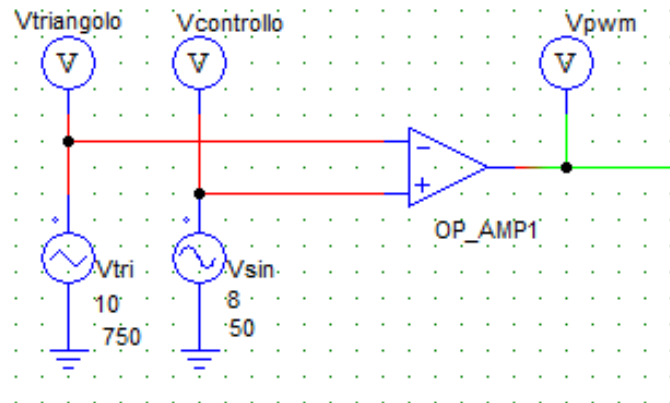 Vtriangolo Vcontrollo Vpwm
V V V
−
+
OP_AMP1
Vtri Vsin
10 8
750 50